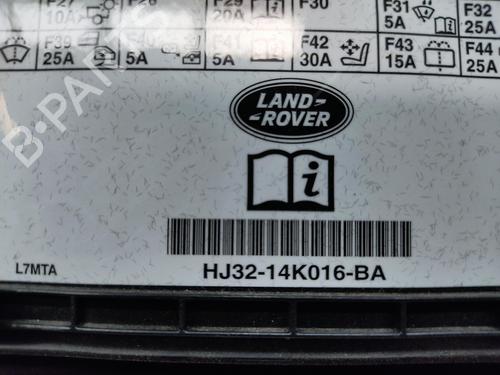 F27 F28 F29 F30 F31 F32
10A 20A 5A 25A
F39 F41 F42 F43 F44
25A 5A 5A 30A 15A 25A
LAND
ROVER
i
L7MTA
HJ32-14K016-BA
B-PARTS